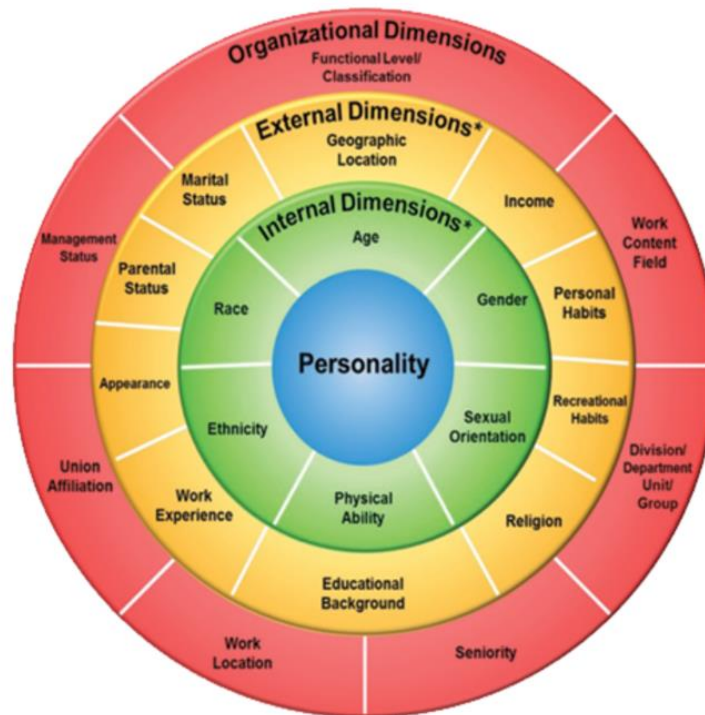 Organizational Dimensions
Functional Level/
Classification
Work
Content
Field
Division/
Department
Unit/
Group
Seniority
Work
Location
Union
Affiliation
Management
Status
External Dimensions*
Geographic
Location
Income
Personal
Habits
Recreational
Habits
Religion
Educational
Background
Work
Experience
Appearance
Parental
Status
Marital
Status
Internal Dimensions*
Age
Gender
Sexual
Orientation
Physical
Ability
Ethnicity
Race
Personality